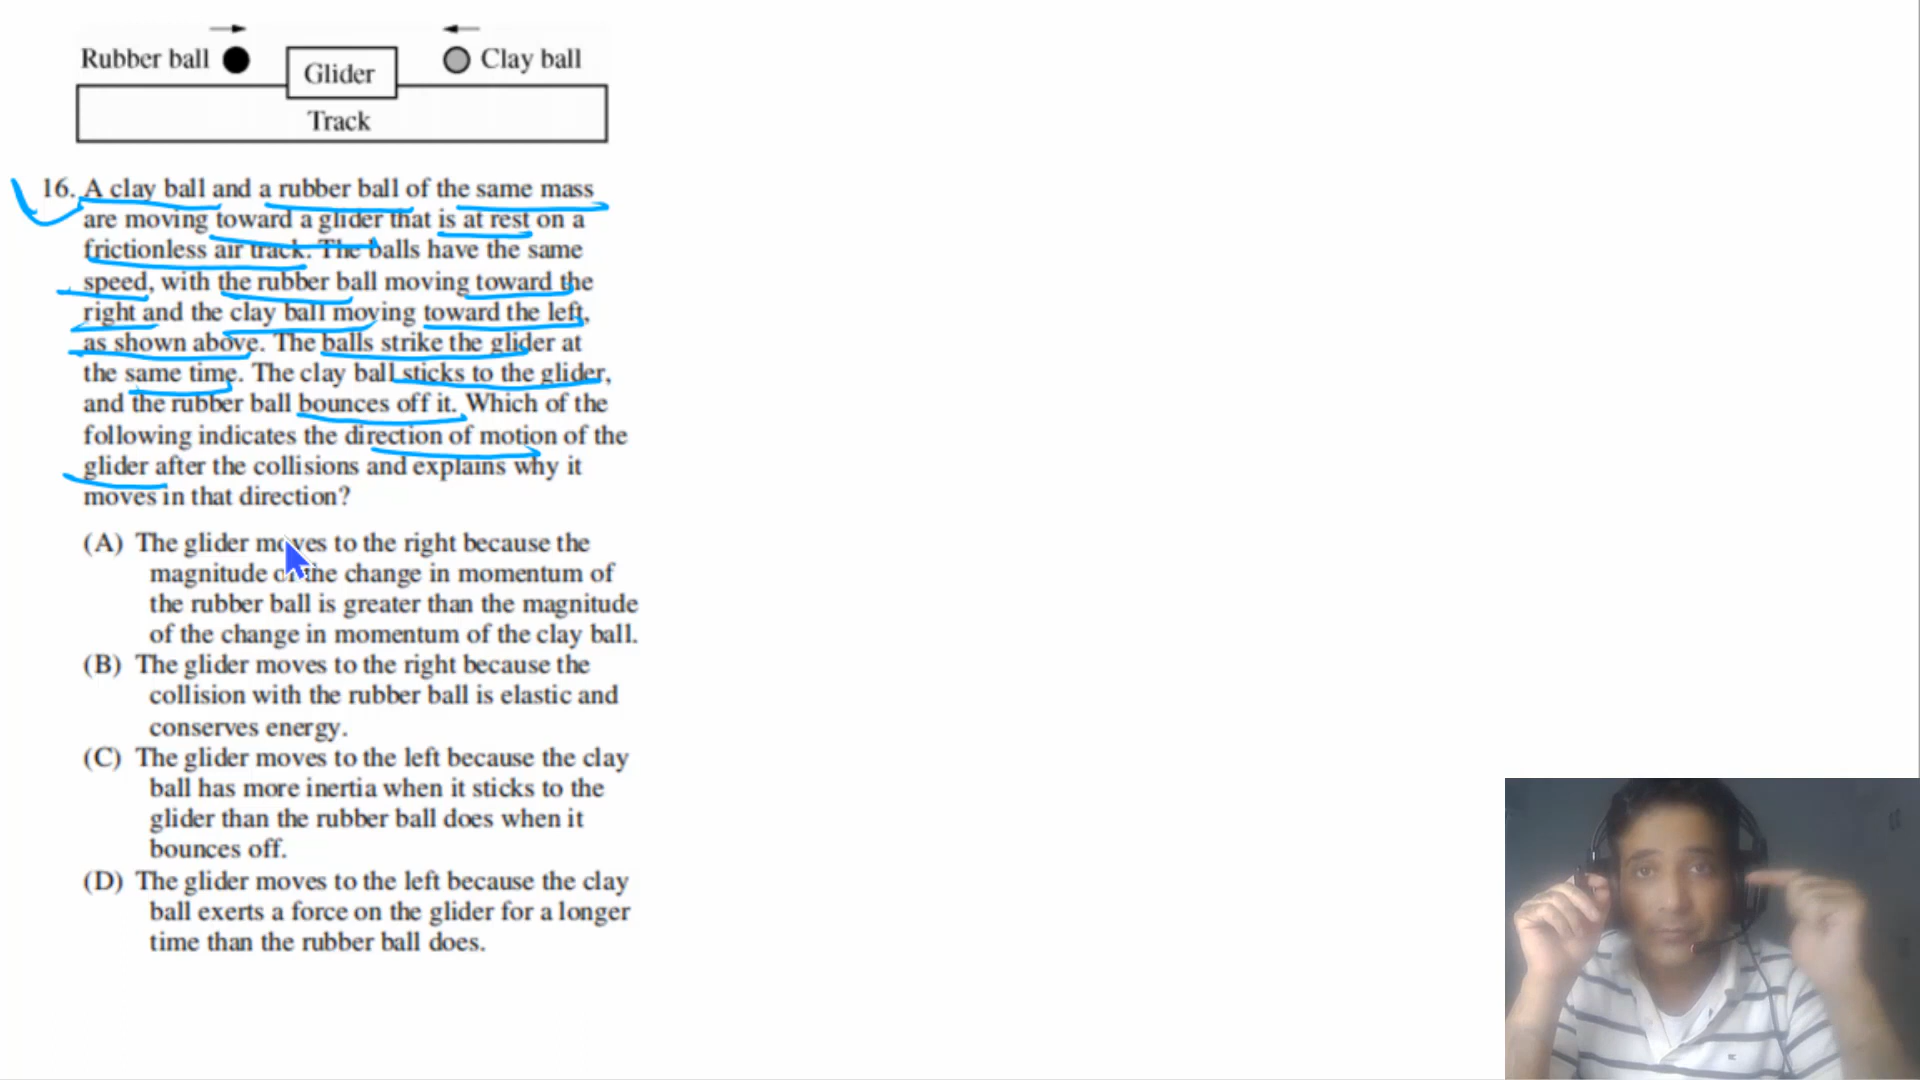 Rubber ball
Glider
Clay ball
Track
16. A clay ball and a rubber ball of the same mass
are moving toward a glider that is at rest on a
frictionless air track. The balls have the same
speed, with the rubber ball moving toward the
right and the clay ball moving toward the left,
as shown above. The balls strike the glider at
the same time. The clay ball sticks to the glider,
and the rubber ball bounces off it. Which of the
following indicates the direction of motion of the
glider after the collisions and explains why it
moves in that direction?
(A) The glider moves to the right because the
magnitude of the change in momentum of
the rubber ball is greater than the magnitude
of the change in momentum of the clay ball.
(B) The glider moves to the right because the
collision with the rubber ball is elastic and
conserves energy.
(C) The glider moves to the left because the clay
ball has more inertia when it sticks to the
glider than the rubber ball does when it
bounces off.
(D) The glider moves to the left because the clay
ball exerts a force on the glider for a longer
time than the rubber ball does.